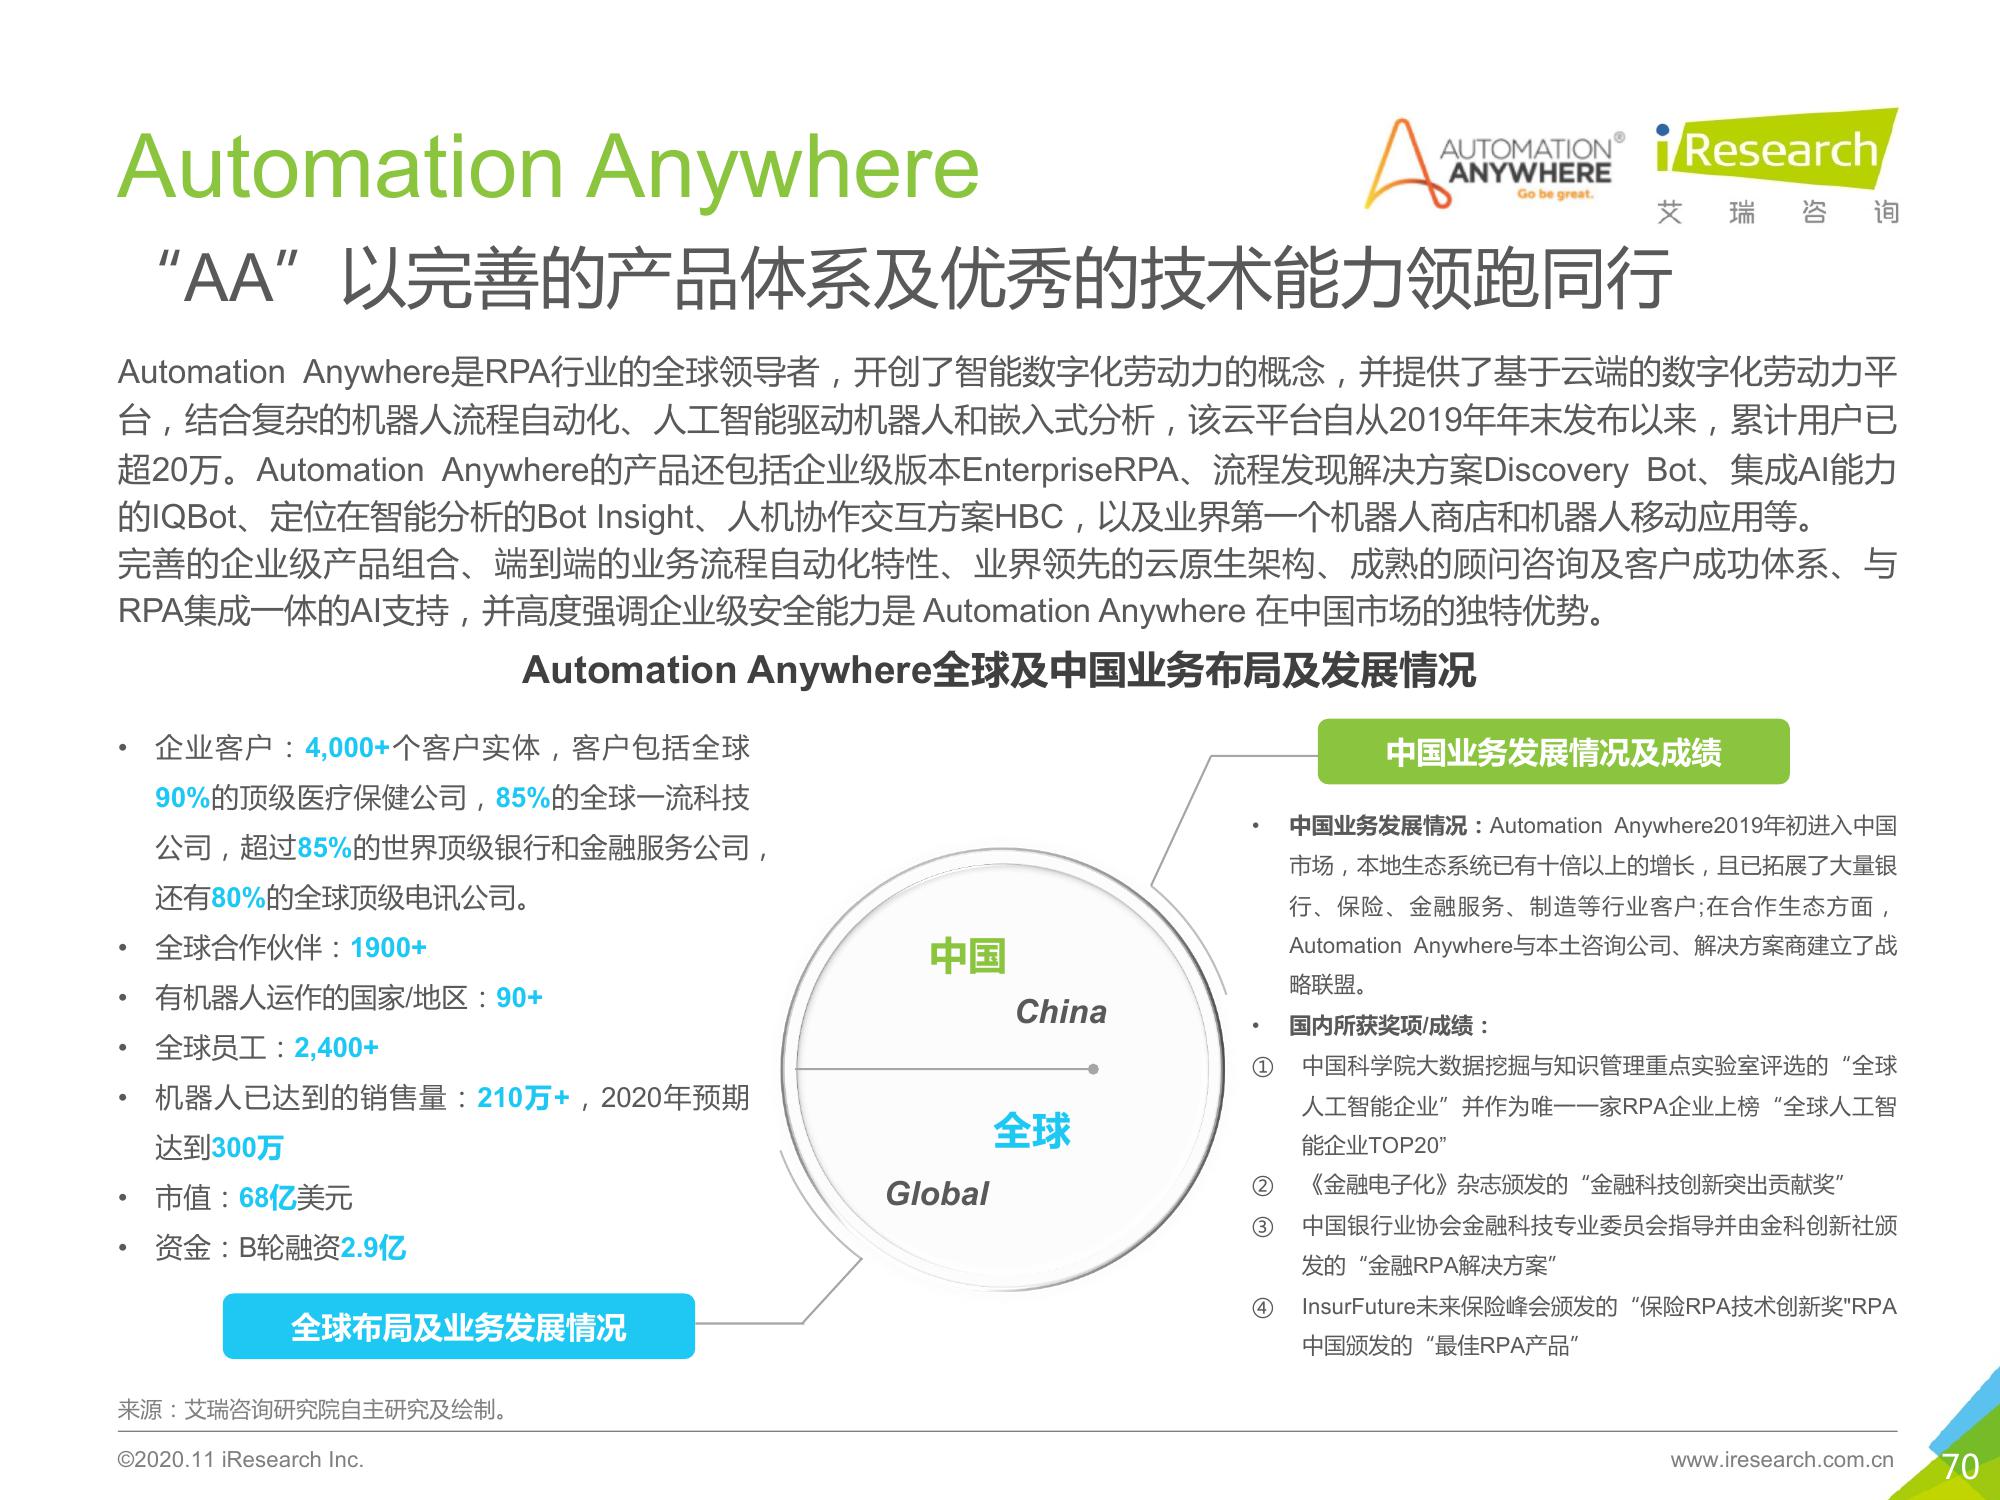 Automation Anywhere
AUTOMATION®
ANYWHERE
Go be great.
iResearch
艾瑞咨询
“AA”以完善的产品体系及优秀的技术能力领跑同行
Automation Anywhere是RPA行业的全球领导者，开创了智能数字化劳动力的概念，并提供了基于云端的数字化劳动力平
台，结合复杂的机器人流程自动化、人工智能驱动机器人和嵌入式分析，该云平台自从2019年年末发布以来，累计用户已
超20万。Automation Anywhere的产品还包括企业级版本EnterpriseRPA、流程发现解决方案Discovery Bot、集成AI能力
的IQBot、定位在智能分析的Bot Insight、人机协作交互方案HBC，以及业界第一个机器人商店和机器人移动应用等。
完善的企业级产品组合、端到端的业务流程自动化特性、业界领先的云原生架构、成熟的顾问咨询及客户成功体系、与
RPA集成一体的AI支持，并高度强调企业级安全能力是 Automation Anywhere 在中国市场的独特优势。
Automation Anywhere全球及中国业务布局及发展情况
• 企业客户：4,000+个客户实体，客户包括全球
90%的顶级医疗保健公司，85%的全球一流科技
公司，超过85%的世界顶级银行和金融服务公司，
还有80%的全球顶级电讯公司。
• 全球合作伙伴：1900+
• 有机器人运作的国家/地区：90+
• 全球员工：2,400+
• 机器人已达到的销售量：210万+，2020年预期
达到300万
• 市值：68亿美元
• 资金：B轮融资2.9亿
全球布局及业务发展情况
中国
China
全球
Global
中国业务发展情况及成绩
• 中国业务发展情况：Automation Anywhere2019年初进入中国
市场，本地生态系统已有十倍以上的增长，且已拓展了大量银
行、保险、金融服务、制造等行业客户;在合作生态方面，
Automation Anywhere与本土咨询公司、解决方案商建立了战
略联盟。
• 国内所获奖项/成绩：
① 中国科学院大数据挖掘与知识管理重点实验室评选的“全球
人工智能企业”并作为唯一一家RPA企业上榜“全球人工智
能企业TOP20”
② 《金融电子化》杂志颁发的“金融科技创新突出贡献奖”
③ 中国银行业协会金融科技专业委员会指导并由金科创新社颁
发的“金融RPA解决方案”
④ InsurFuture未来保险峰会颁发的“保险RPA技术创新奖"RPA
中国颁发的“最佳RPA产品”
来源：艾瑞咨询研究院自主研究及绘制。
©2020.11 iResearch Inc.
www.iresearch.com.cn
70